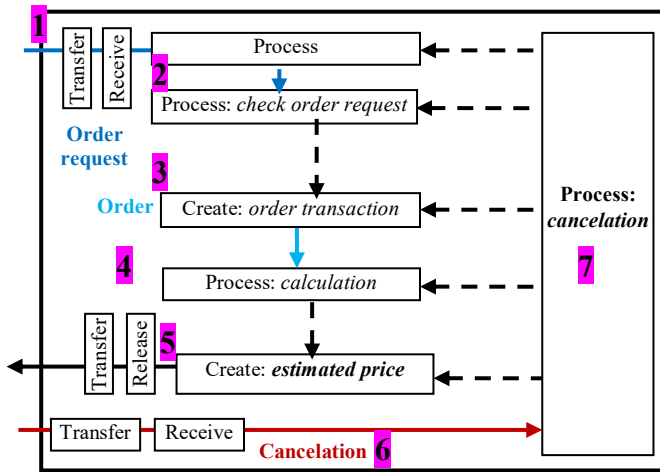 1
Transfer
Receive
Process
2
Process: check order request
Order
request
3
Order
Create: order transaction
Process:
cancelation
7
4
Process: calculation
5
Transfer
Release
Create: estimated price
Transfer
Receive
Cancelation 6